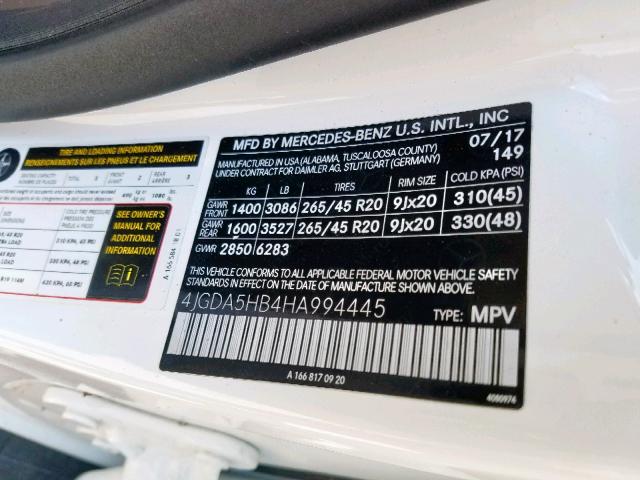 TIRE AND LOADING INFORMATION
RENSEIGNEMENTS SUR LES PNEUS ET LE CHARGEMENT
SEE OWNER'S
MANUAL FOR
ADDITIONAL
INFORMATION
A 166 584
MFD BY MERCEDES-BENZ U.S. INTL., INC
07/17
MANUFACTURED IN USA (ALABAMA, TUSCALOOSA COUNTY)
149
UNDER CONTRACT FOR DAIMLER AG, STUTTGART (GERMANY)
KG LB TIRES RIM SIZE COLD KPA(PSI)
GAWR FRONT 1400 3086 265/45 R20 9Jx20 310(45)
GAWR REAR 1600 3527 265/45 R20 9Jx20 330(48)
GWR 2850 6283
THIS VEHICLE CONFORMS TO ALL APPLICABLE FEDERAL MOTOR VEHICLE SAFETY
STANDARDS IN EFFECT ON THE DATE OF MANUFACTURE SHOWN ABOVE.
4JGDA5HB4HA994445
TYPE: MPV
A 166 817 09 20
4080974